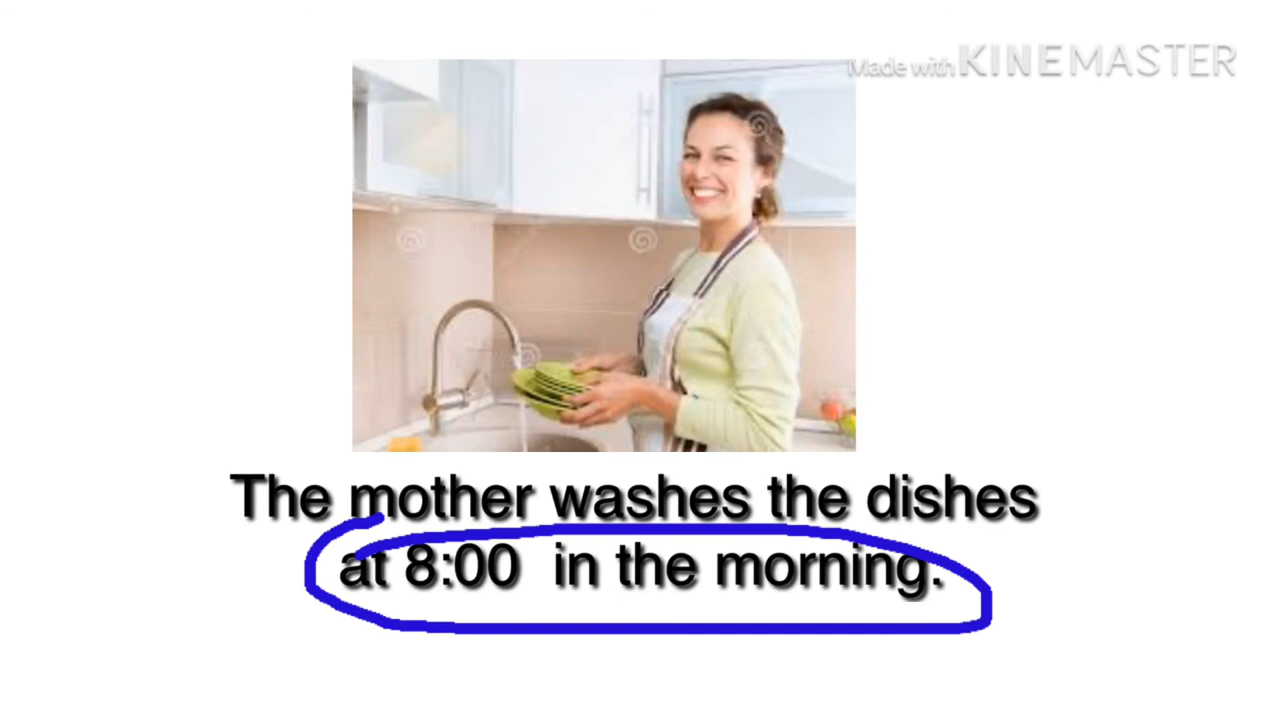 Made with KINEMASTER
The mother washes the dishes
at 8:00 in the morning.